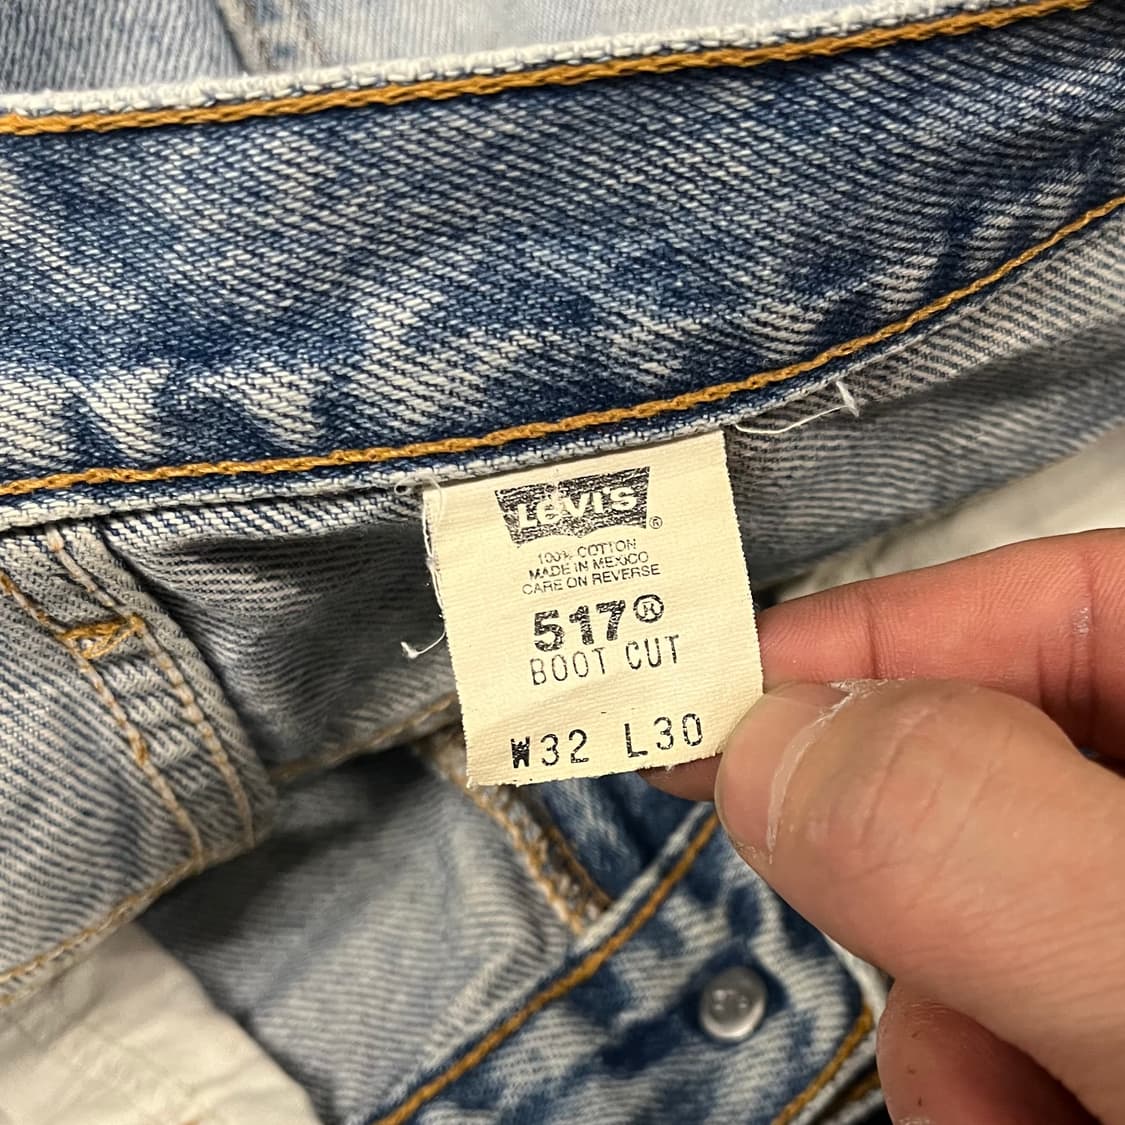 LEVI'S®
100% COTTON
MADE IN MEXICO
CARE ON REVERSE
517®
BOOT CUT
W32 L30